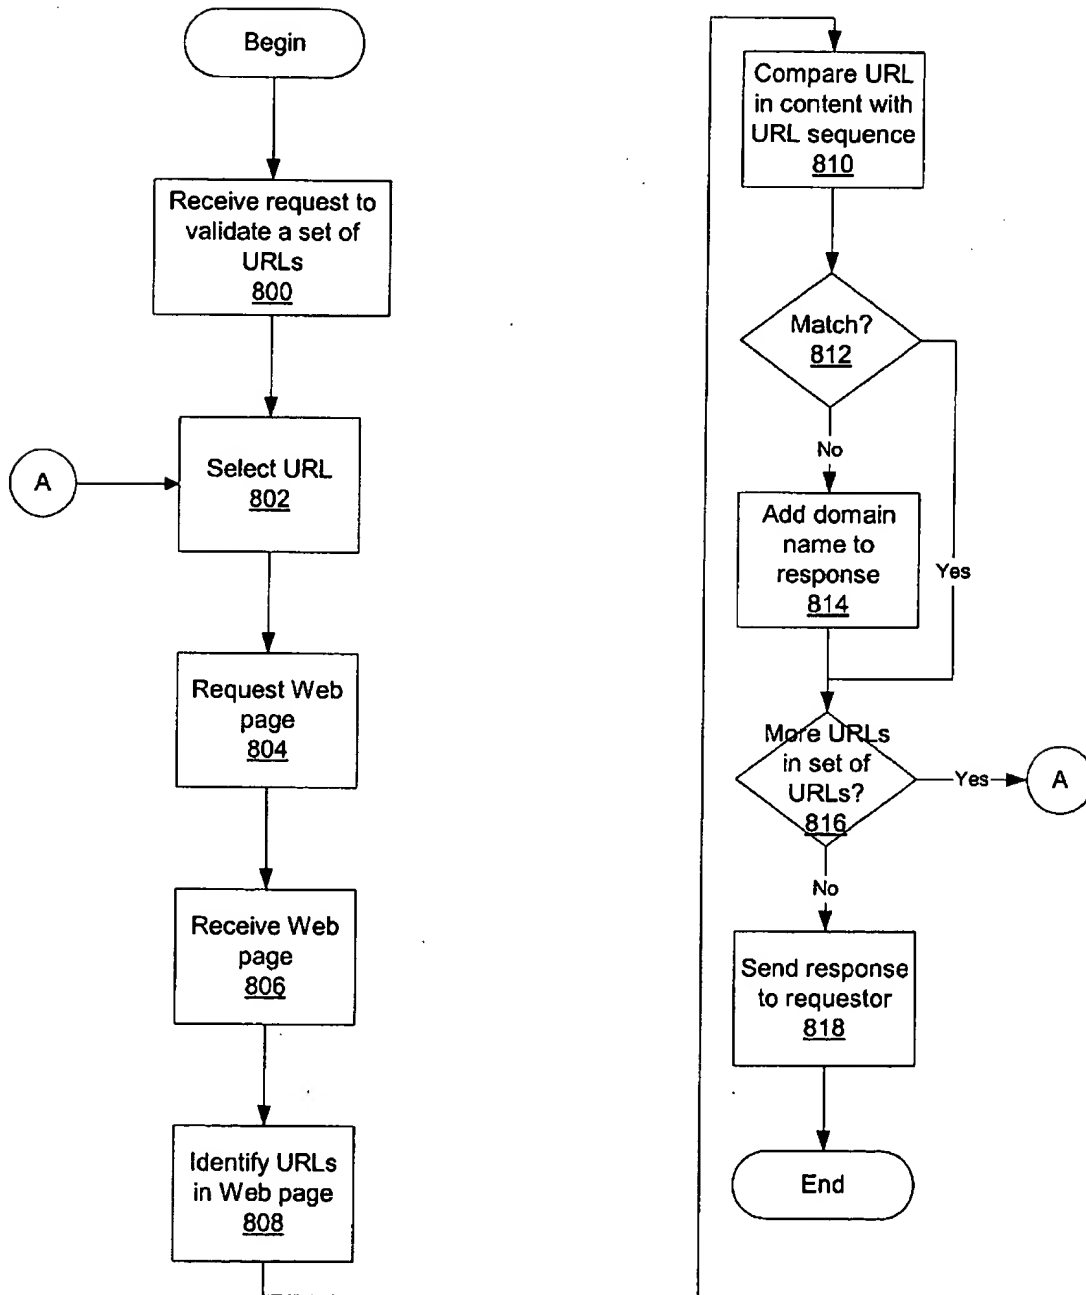 Begin
Receive request to
validate a set of
URLs
800
A
Select URL
802
Request Web
page
804
Receive Web
page
806
Identify URLs
in Web page
808
Compare URL
in content with
URL sequence
810
Match?
812
No
Yes
Add domain
name to
response
814
More URLs
in set of
URLs?
816
Yes
A
No
Send response
to requestor
818
End